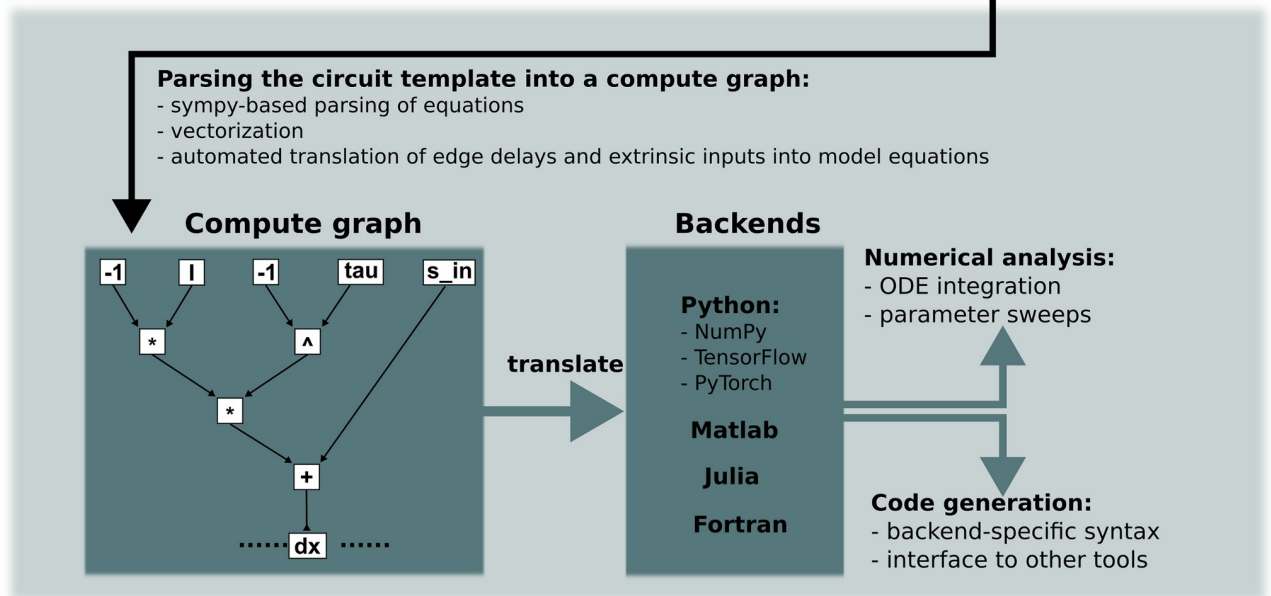 Parsing the circuit template into a compute graph:
- sympy-based parsing of equations
- vectorization
- automated translation of edge delays and extrinsic inputs into model equations
Compute graph
-1 I -1 tau s_in
* ^
*
+
...... dx ......
translate
Backends
Python:
- NumPy
- TensorFlow
- PyTorch
Matlab
Julia
Fortran
Numerical analysis:
- ODE integration
- parameter sweeps
Code generation:
- backend-specific syntax
- interface to other tools